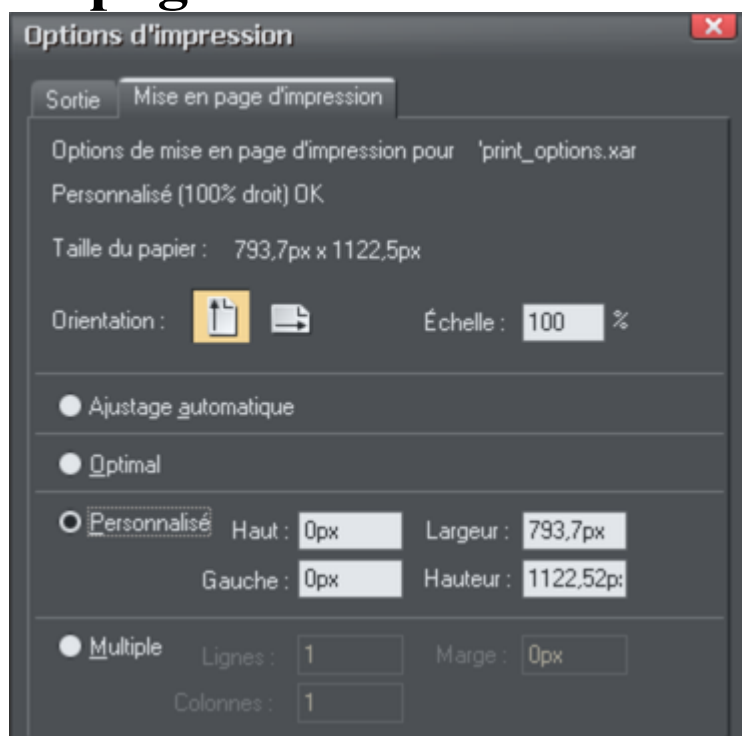 Options d'impression
Sortie Mise en page d'impression
Options de mise en page d'impression pour 'print_options.xar
Personnalisé (100% droit) OK
Taille du papier : 793,7px x 1122,5px
Orientation : Échelle : 100 %
Ajustage automatique
Optimal
Personnalisé Haut : 0px Largeur : 793,7px
Gauche : 0px Hauteur : 1122,52p
Multiple Lignes : 1 Marge : 0px
Colonnes : 1